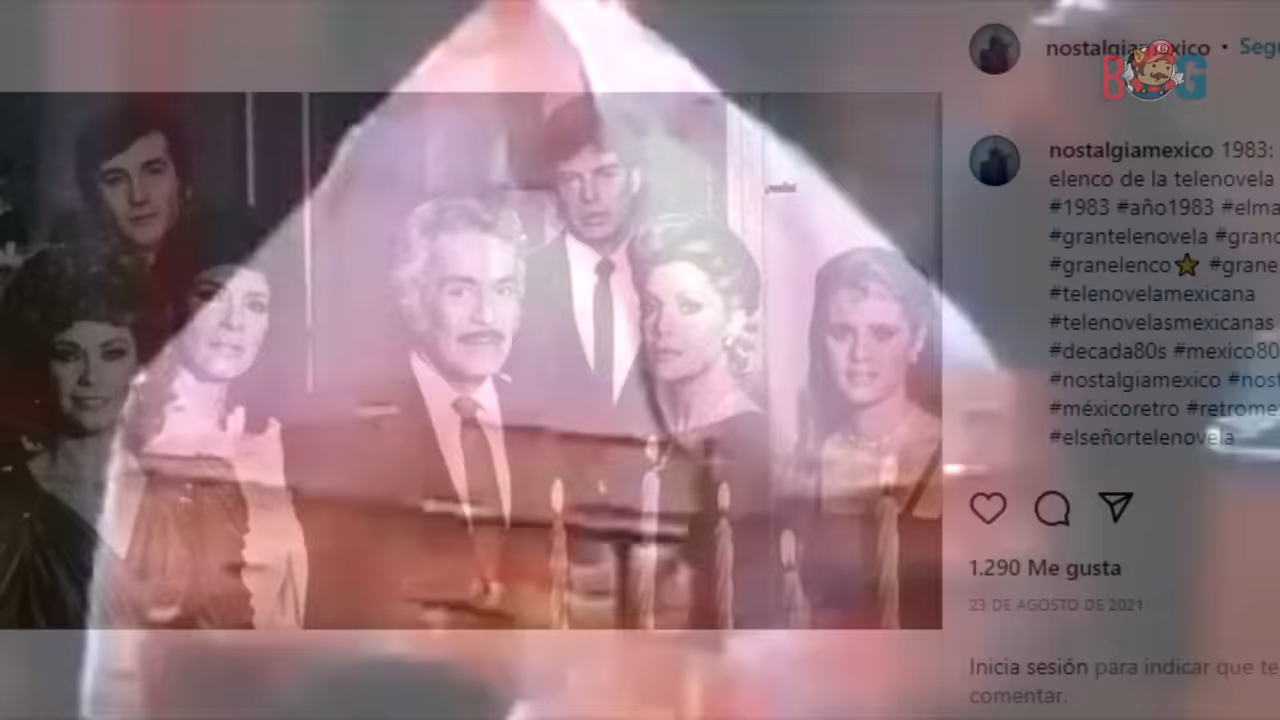 nostalgiamexico •
B G
nostalgiamexico 1983:
elenco de la telenovela
#1983 #año1983 #elma
#grantelenovela #granc
#granelenco⭐ #grane
#telenovelamexicana
#telenovelasmexicanas
#decada80s #mexico80
#nostalgiamexico #nost
#méxicoretro #retrome
#elseñortelenovela
1.290 Me gusta
23 DE AGOSTO DE 2021
Inicia sesión para indicar que te
comentar.